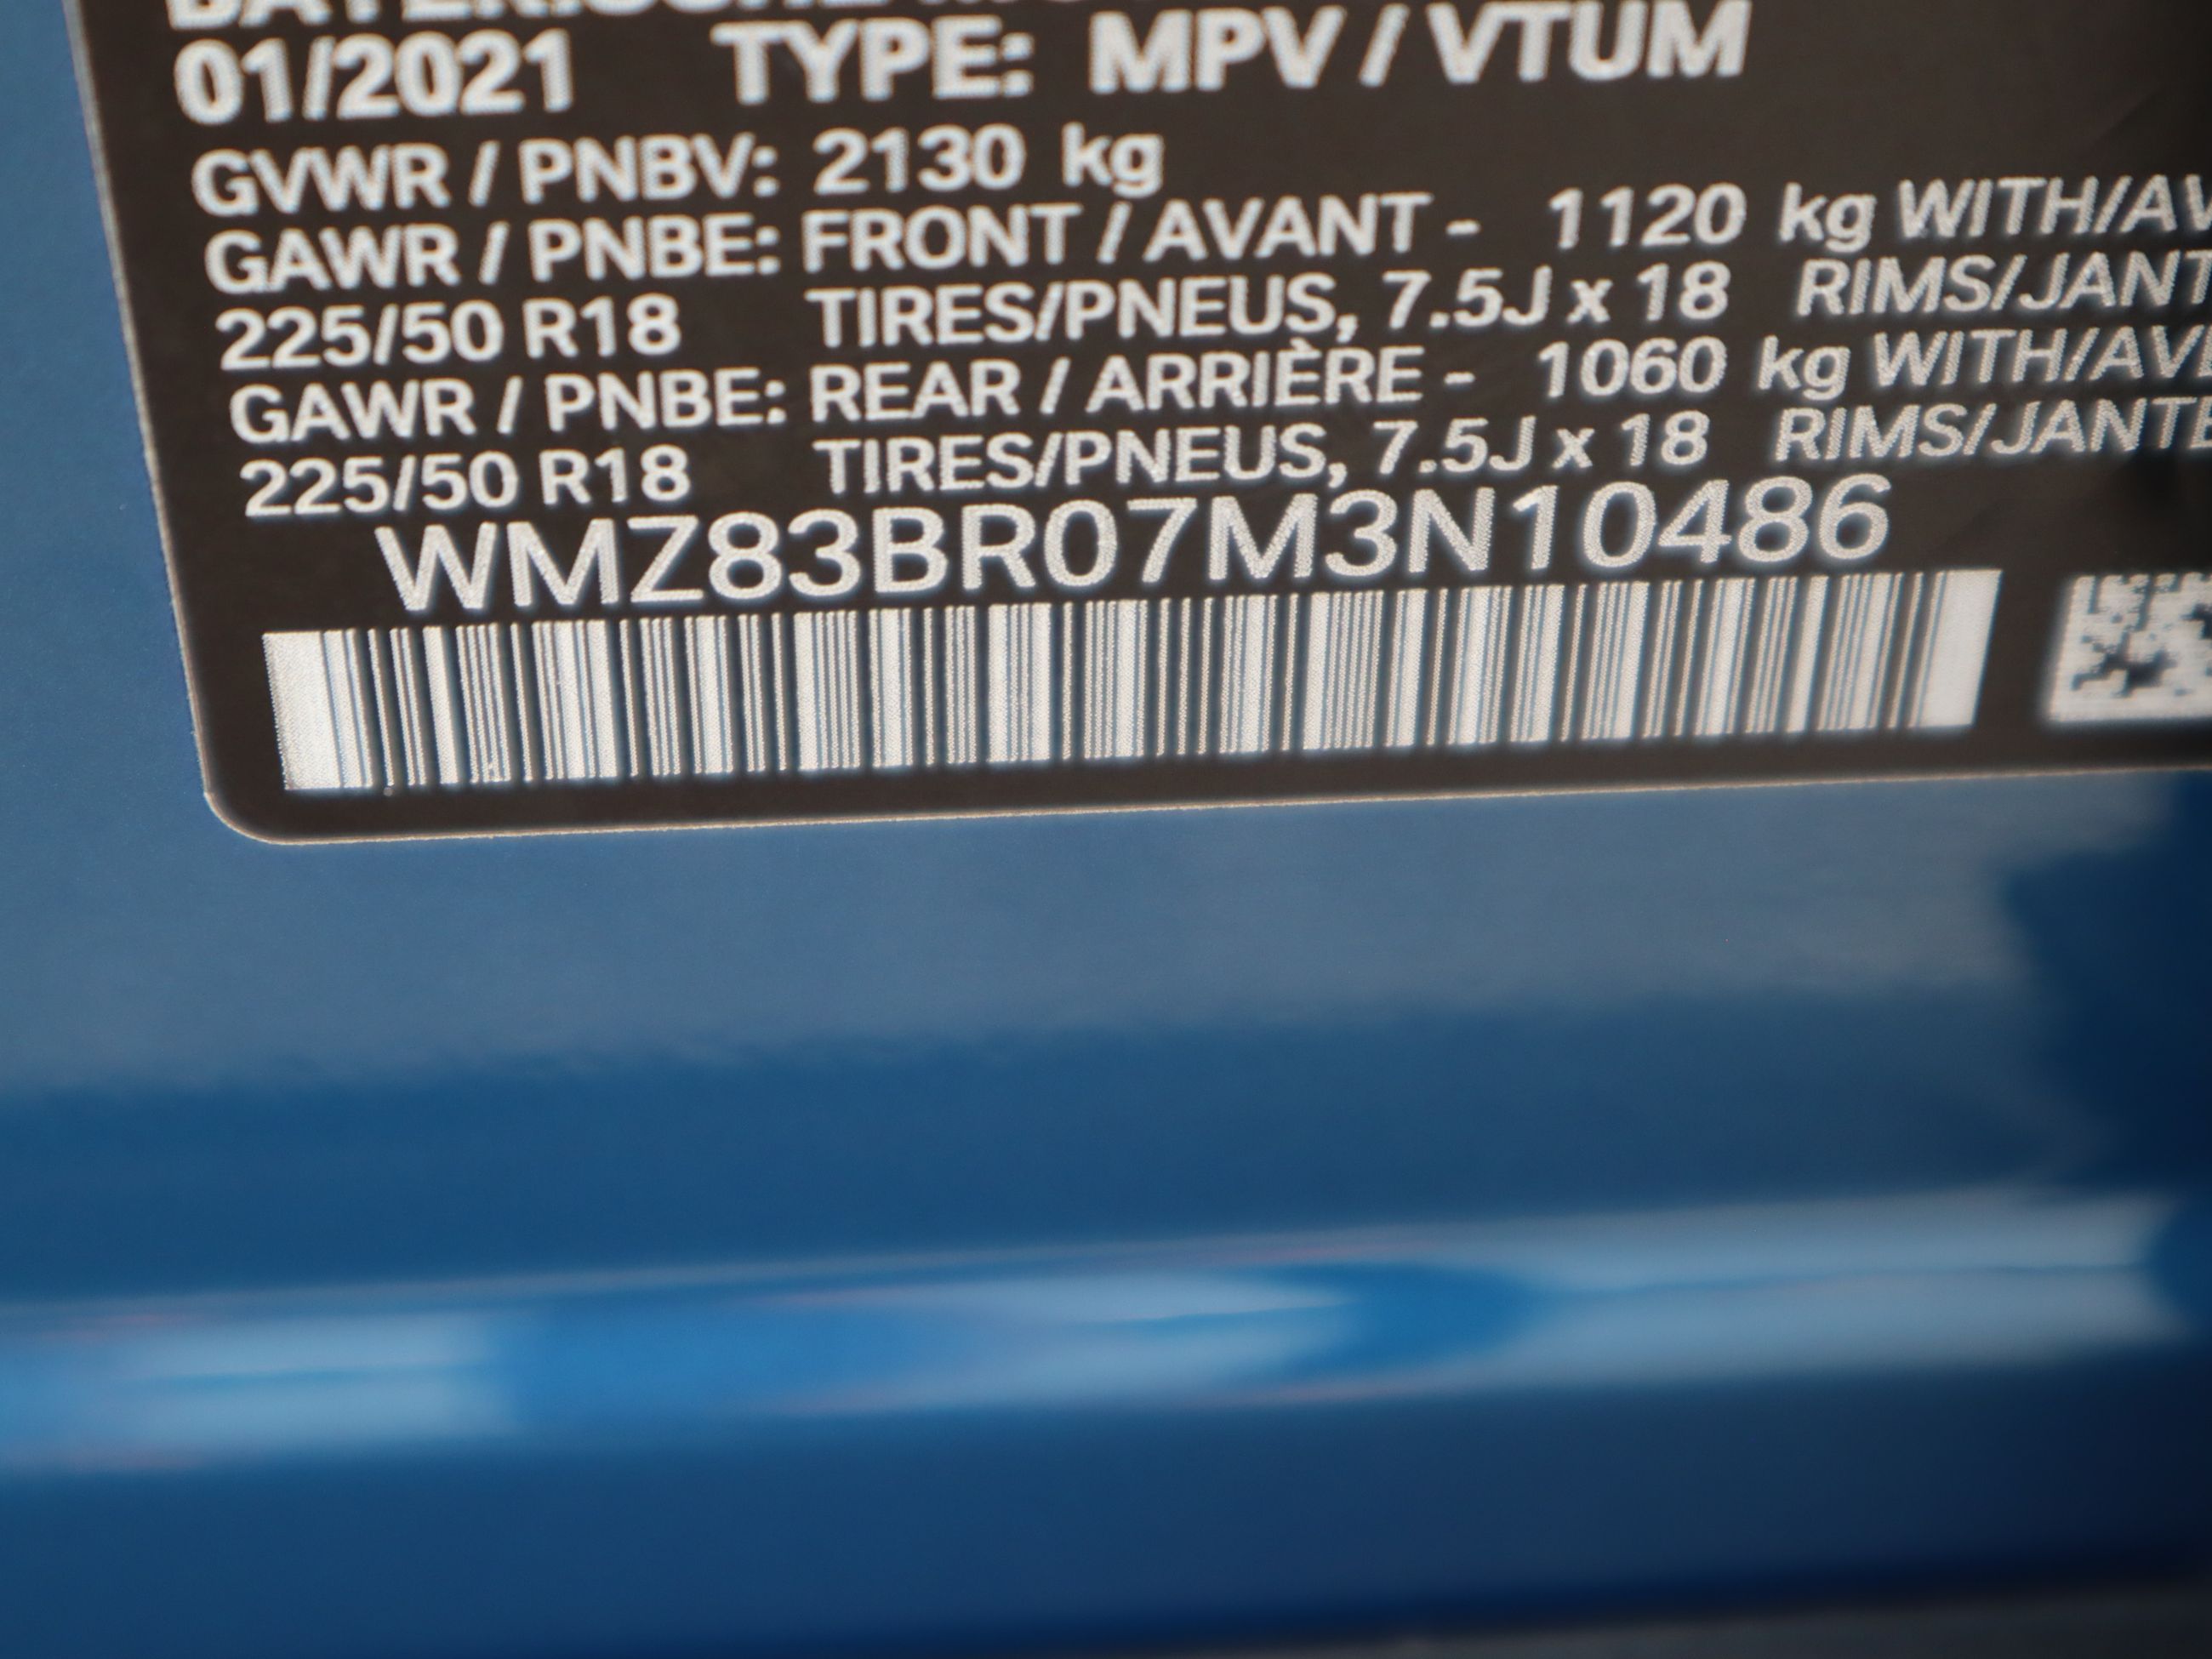 01/2021 TYPE: MPV / VTUM
GVWR / PNBV: 2130 kg
GAWR / PNBE: FRONT / AVANT - 1120 kg WITH/AV
225/50 R18 TIRES/PNEUS, 7.5J x 18 RIMS/JANT
GAWR / PNBE: REAR / ARRIÈRE - 1060 kg WITH/AVE
225/50 R18 TIRES/PNEUS, 7.5J x 18 RIMS/JANTE
WMZ83BR07M3N10486